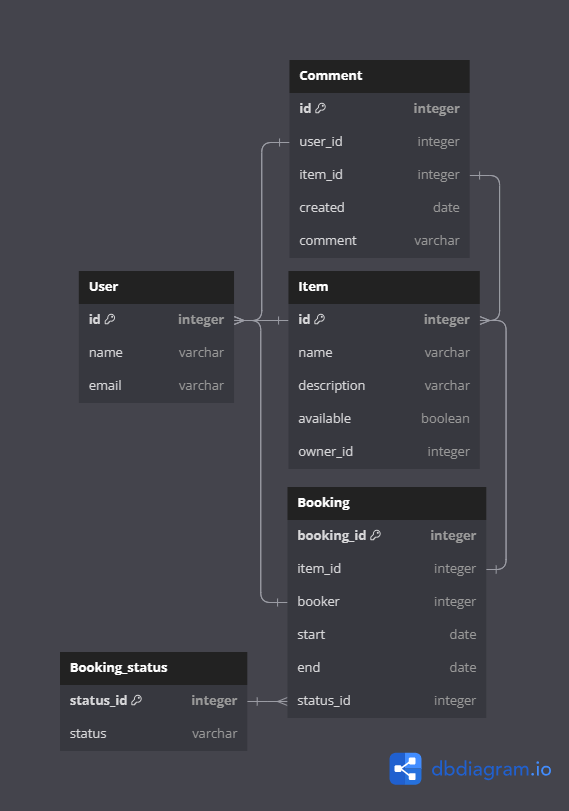 Comment
id integer
user_id integer
item_id integer
created date
comment varchar
User
id integer
name varchar
email varchar
Item
id integer
name varchar
description varchar
available boolean
owner_id integer
Booking
booking_id integer
item_id integer
booker integer
start date
end date
status_id integer
Booking_status
status_id integer
status varchar
dbdiagram.io